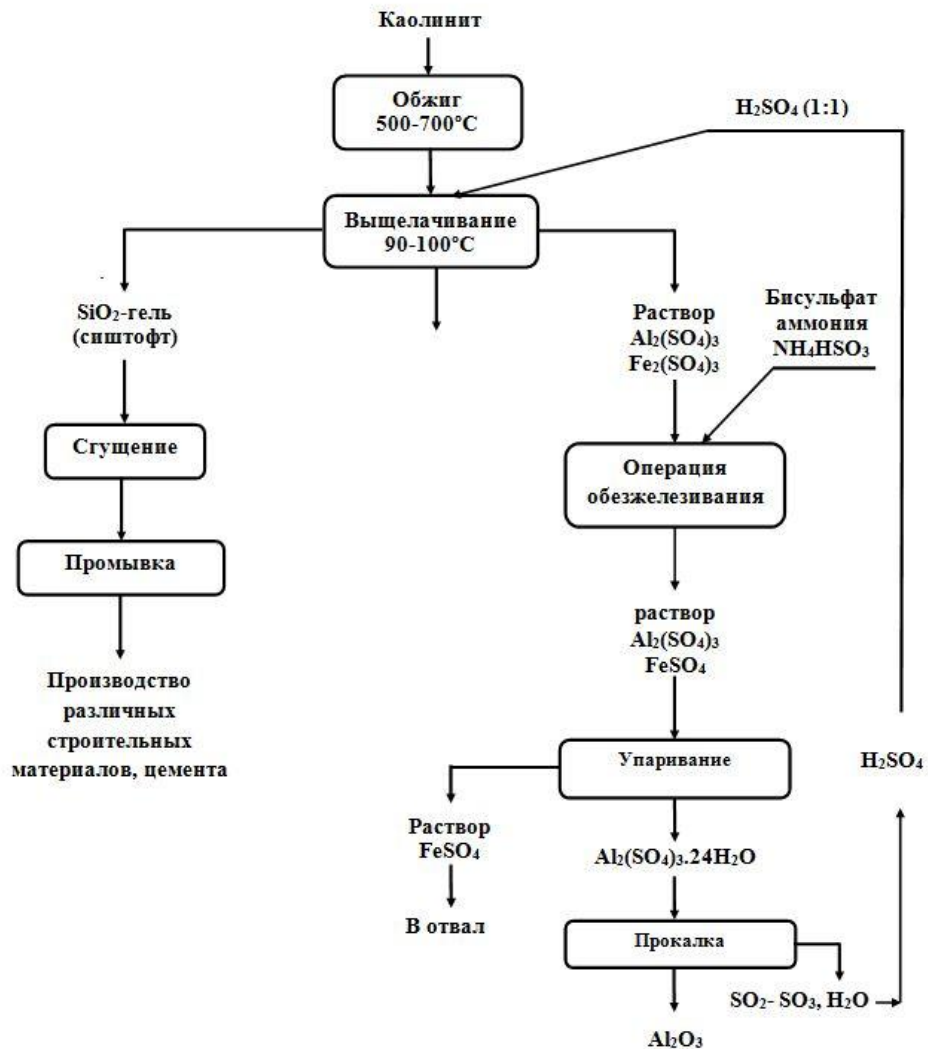 Каолинит
Обжиг
500-700°C
H₂SO₄ (1:1)
Выщелачивание
90-100°C
SiO₂-гель
(сиштофт)
Раствор
Al₂(SO₄)₃
Fe₂(SO₄)₃
Бисульфат
аммония
NH₄HSO₃
Сгущение
Операция
обезжелезивания
Промывка
раствор
Al₂(SO₄)₃
FeSO₄
Производство
различных
строительных
материалов, цемента
Упаривание
H₂SO₄
Раствор
FeSO₄
Al₂(SO₄)₃.24H₂O
В отвал
Прокалка
SO₂- SO₃, H₂O
Al₂O₃